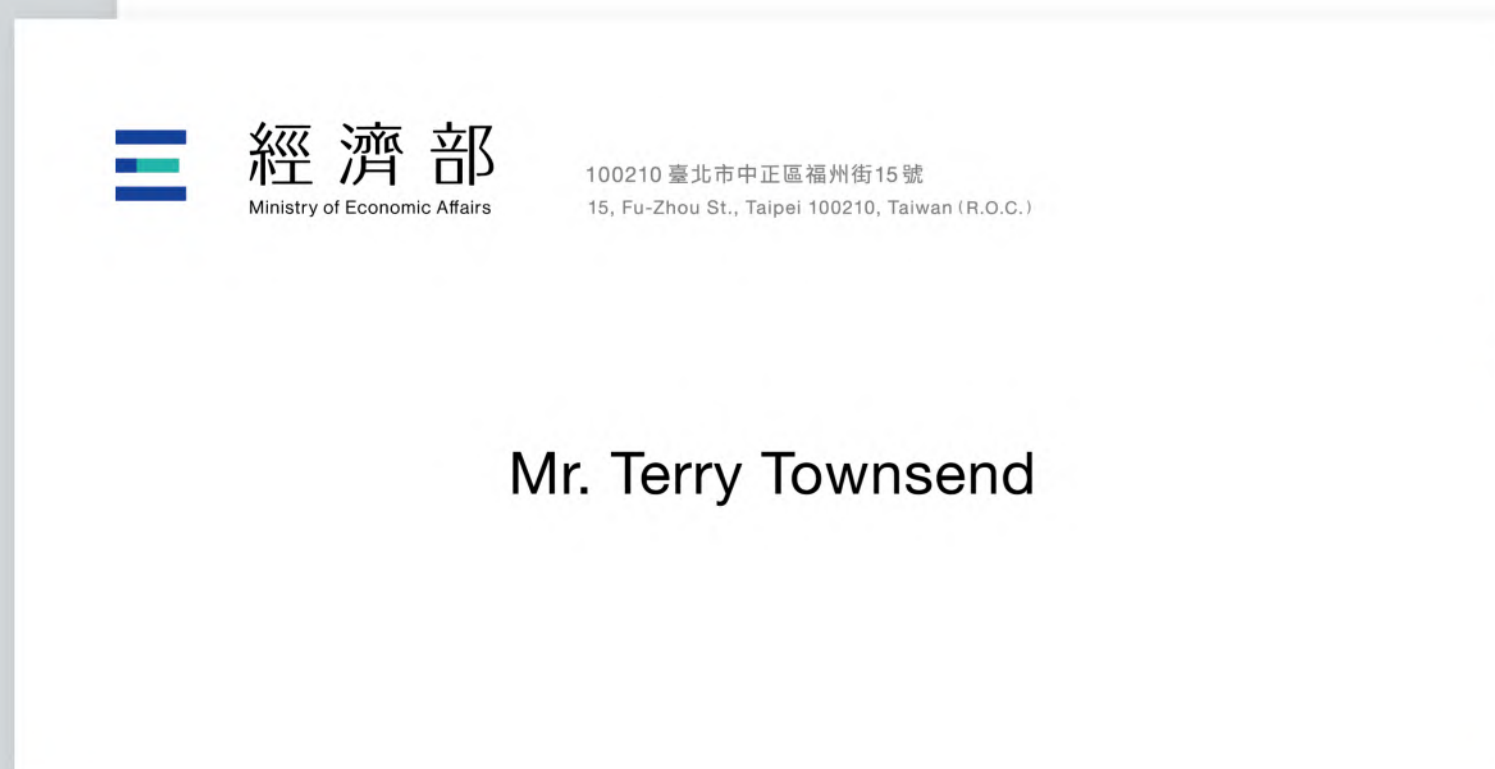 經濟部
Ministry of Economic Affairs
100210 臺北市中正區福州街15號
15, Fu-Zhou St., Taipei 100210, Taiwan (R.O.C.)
Mr. Terry Townsend